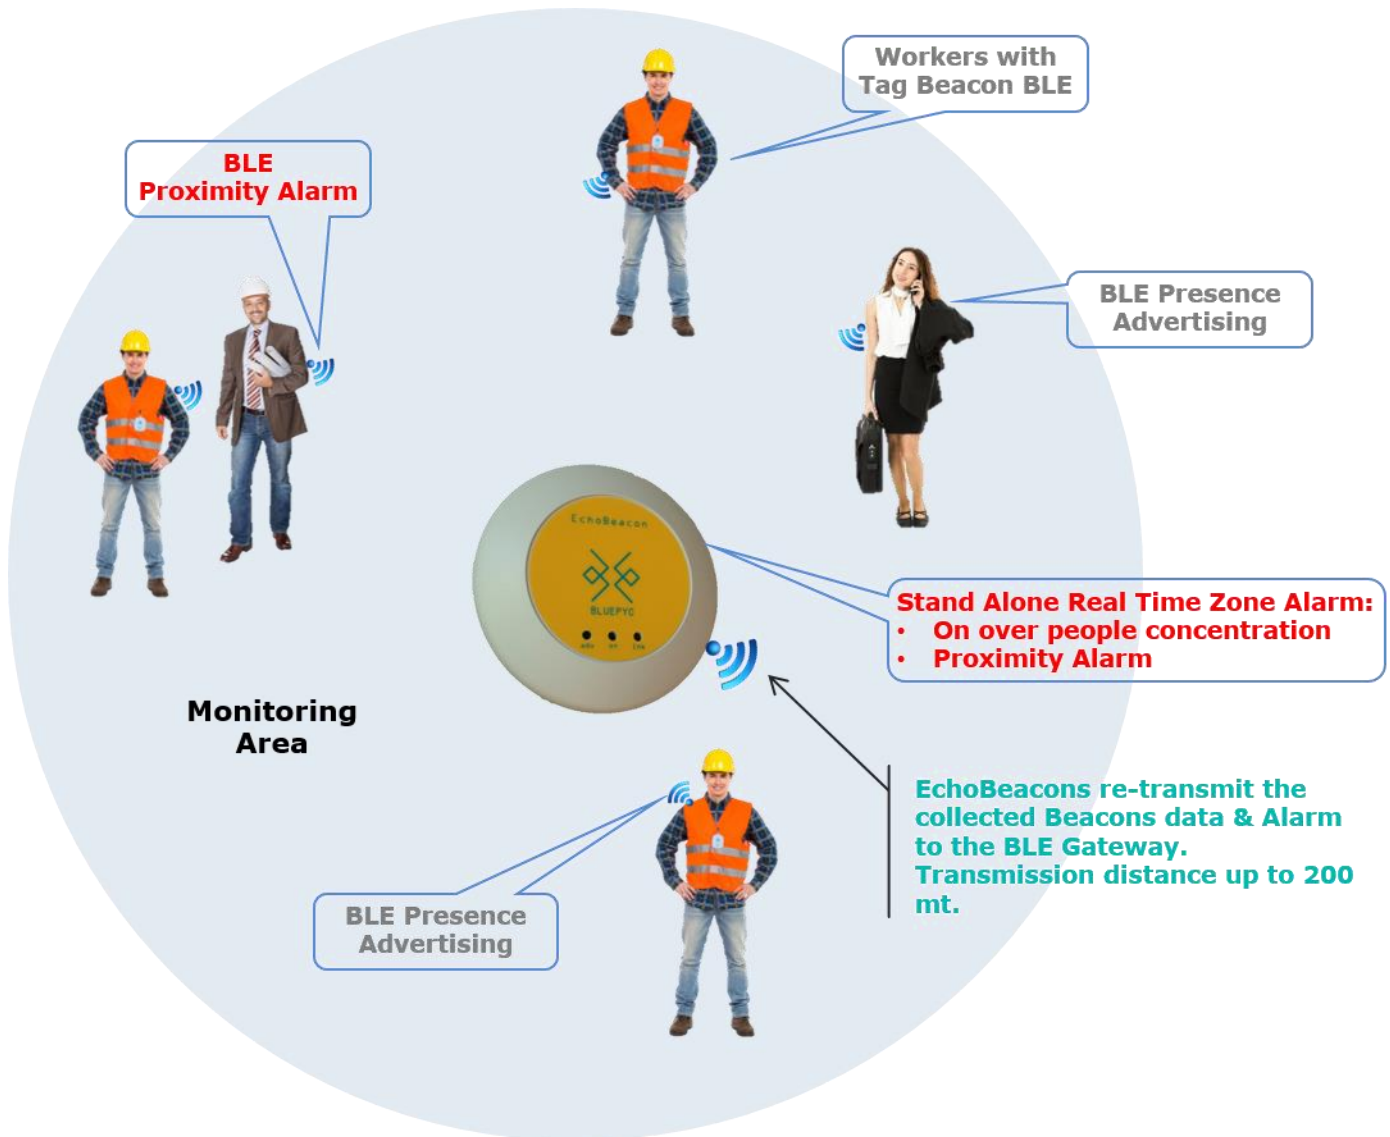 Workers with
Tag Beacon BLE
BLE
Proximity Alarm
BLE Presence
Advertising
EchoBeacon
BLUEPYC
adv
Stand Alone Real Time Zone Alarm:
• On over people concentration
• Proximity Alarm
Monitoring
Area
EchoBeacons re-transmit the
collected Beacons data & Alarm
to the BLE Gateway.
Transmission distance up to 200
mt.
BLE Presence
Advertising